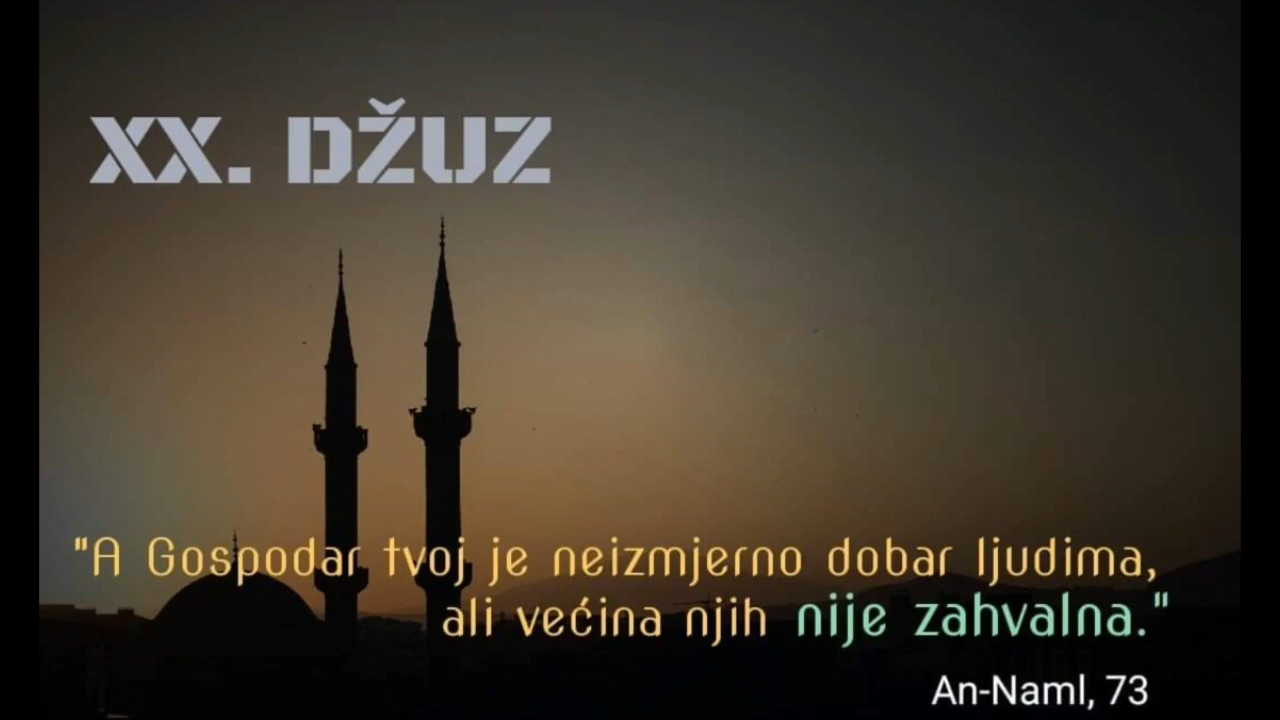 XX. DŽUZ
"A Gospodar tvoj je neizmjerno dobar ljudima,
ali većina njih nije zahvalna."
An-Naml, 73